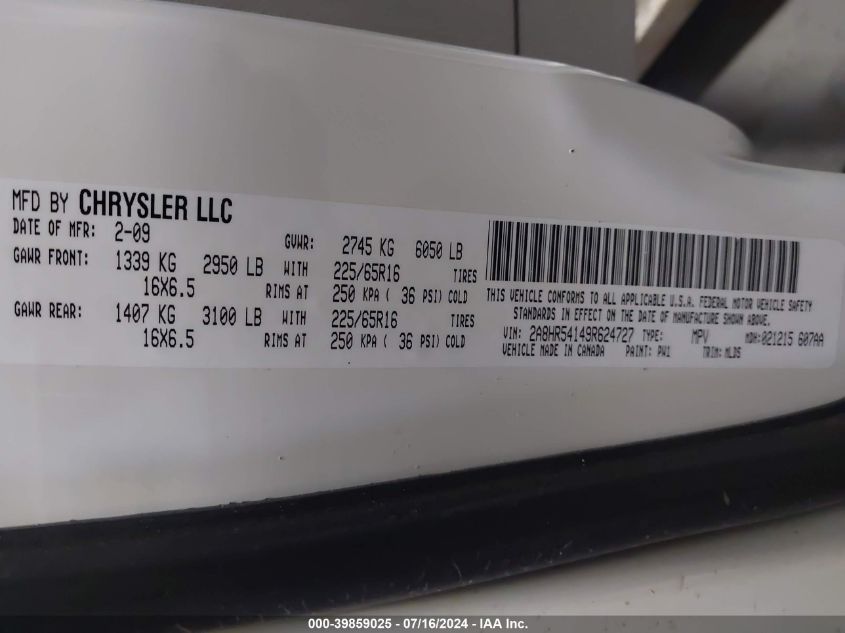 MFD BY CHRYSLER LLC
DATE OF MFR: 2-09 GVWR: 2745 KG 6050 LB
GAWR FRONT: 1339 KG 2950 LB WITH 225/65R16 TIRES
16X6.5 RIMS AT 250 KPA ( 36 PSI) COLD
GAWR REAR: 1407 KG 3100 LB WITH 225/65R16 TIRES
16X6.5 RIMS AT 250 KPA ( 36 PSI) COLD
THIS VEHICLE CONFORMS TO ALL APPLICABLE U.S.A. FEDERAL MOTOR VEHICLE SAFETY
STANDARDS IN EFFECT ON THE DATE OF MANUFACTURE SHOWN ABOVE.
VIN: 2A8HR54149R624727 TYPE: MPV MDH:021215 607AA
VEHICLE MADE IN CANADA PAINT: PW1 TRIM: MLD5
000-39859025 - 07/16/2024 - IAA Inc.